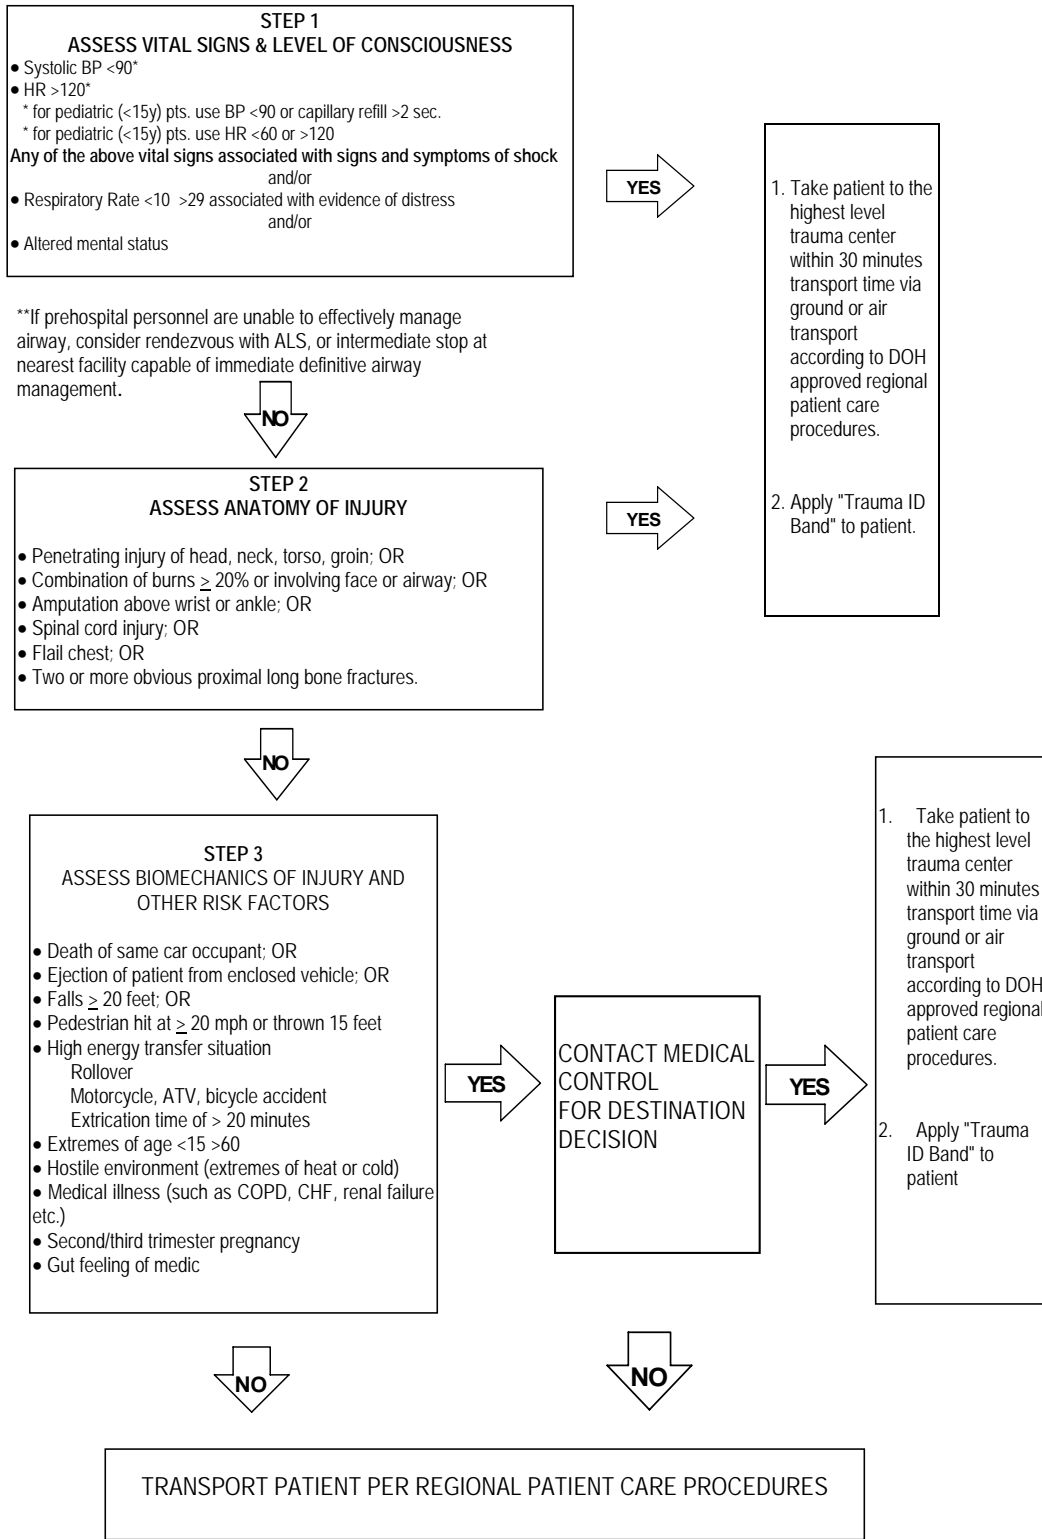 STEP 1
ASSESS VITAL SIGNS & LEVEL OF CONSCIOUSNESS
● Systolic BP <90*
● HR >120*
* for pediatric (<15y) pts. use BP <90 or capillary refill >2 sec.
* for pediatric (<15y) pts. use HR <60 or >120
Any of the above vital signs associated with signs and symptoms of shock
and/or
● Respiratory Rate <10 >29 associated with evidence of distress
and/or
● Altered mental status
YES
1. Take patient to the
highest level
trauma center
within 30 minutes
transport time via
ground or air
transport
according to DOH
approved regional
patient care
procedures.
2. Apply "Trauma ID
Band" to patient.
**If prehospital personnel are unable to effectively manage
airway, consider rendezvous with ALS, or intermediate stop at
nearest facility capable of immediate definitive airway
management.
NO
STEP 2
ASSESS ANATOMY OF INJURY
● Penetrating injury of head, neck, torso, groin; OR
● Combination of burns ≥ 20% or involving face or airway; OR
● Amputation above wrist or ankle; OR
● Spinal cord injury; OR
● Flail chest; OR
● Two or more obvious proximal long bone fractures.
YES
NO
STEP 3
ASSESS BIOMECHANICS OF INJURY AND
OTHER RISK FACTORS
● Death of same car occupant; OR
● Ejection of patient from enclosed vehicle; OR
● Falls ≥ 20 feet; OR
● Pedestrian hit at ≥ 20 mph or thrown 15 feet
● High energy transfer situation
Rollover
Motorcycle, ATV, bicycle accident
Extrication time of > 20 minutes
● Extremes of age <15 >60
● Hostile environment (extremes of heat or cold)
● Medical illness (such as COPD, CHF, renal failure
etc.)
● Second/third trimester pregnancy
● Gut feeling of medic
YES
CONTACT MEDICAL
CONTROL
FOR DESTINATION
DECISION
YES
1. Take patient to
the highest level
trauma center
within 30 minutes
transport time via
ground or air
transport
according to DOH
approved regional
patient care
procedures.
2. Apply "Trauma
ID Band" to
patient
NO
NO
TRANSPORT PATIENT PER REGIONAL PATIENT CARE PROCEDURES